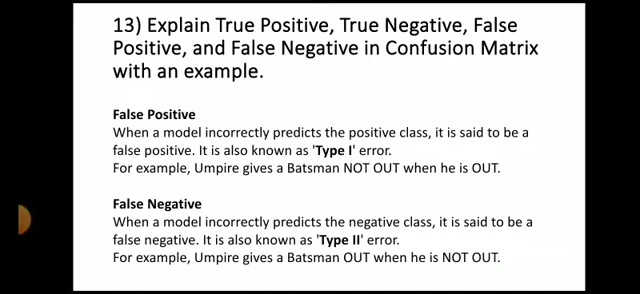 13) Explain True Positive, True Negative, False
Positive, and False Negative in Confusion Matrix
with an example.
False Positive
When a model incorrectly predicts the positive class, it is said to be a
false positive. It is also known as 'Type I' error.
For example, Umpire gives a Batsman NOT OUT when he is OUT.
False Negative
When a model incorrectly predicts the negative class, it is said to be a
false negative. It is also known as 'Type II' error.
For example, Umpire gives a Batsman OUT when he is NOT OUT.